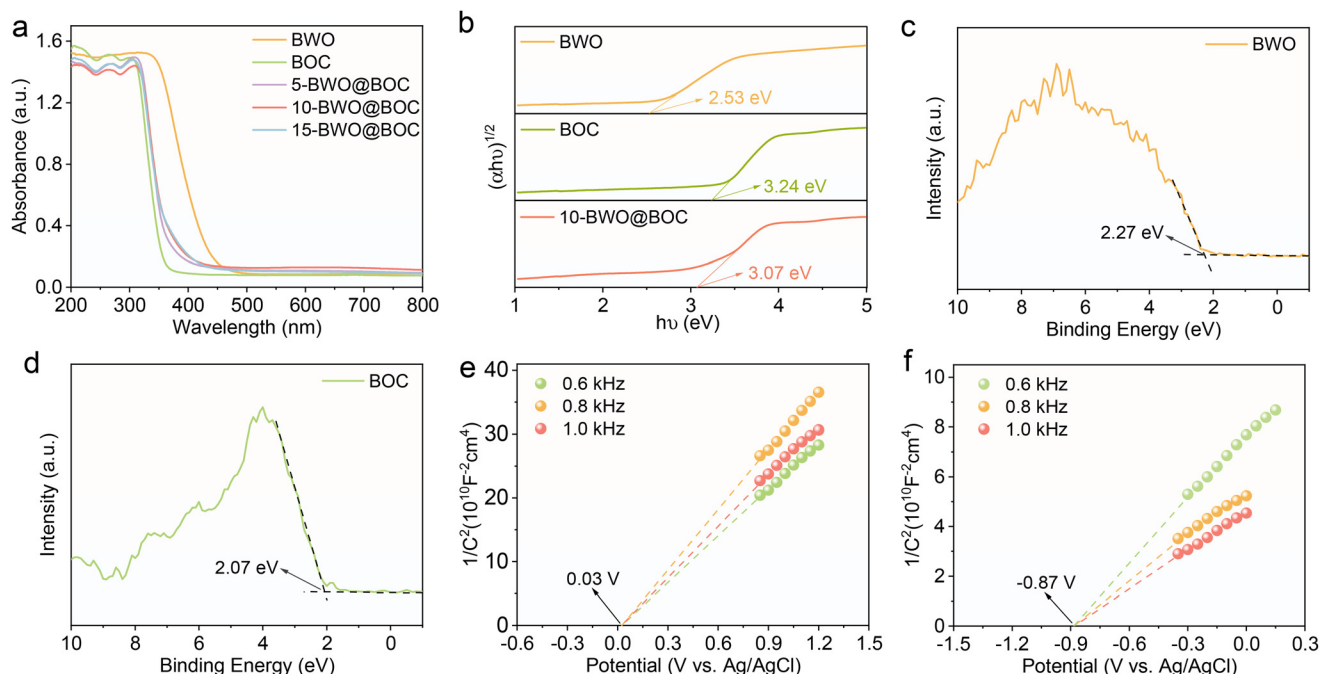 a
1.6
1.2
0.8
0.4
0.0
Absorbance (a.u.)
BWO
BOC
5-BWO@BOC
10-BWO@BOC
15-BWO@BOC
200 300 400 500 600 700 800
Wavelength (nm)
b
(αhυ)1/2
BWO
2.53 eV
BOC
3.24 eV
10-BWO@BOC
3.07 eV
1 2 3 4 5
hυ (eV)
c
Intensity (a.u.)
BWO
2.27 eV
10 8 6 4 2 0
Binding Energy (eV)
d
Intensity (a.u.)
BOC
2.07 eV
10 8 6 4 2 0
Binding Energy (eV)
e
40
30
20
10
0
1/C2(1010F-2cm4)
0.6 kHz
0.8 kHz
1.0 kHz
0.03 V
-0.6 -0.3 0.0 0.3 0.6 0.9 1.2 1.5
Potential (V vs. Ag/AgCl)
f
10
8
6
4
2
0
1/C2(1010F-2cm4)
0.6 kHz
0.8 kHz
1.0 kHz
-0.87 V
-1.5 -1.2 -0.9 -0.6 -0.3 0.0 0.3
Potential (V vs. Ag/AgCl)